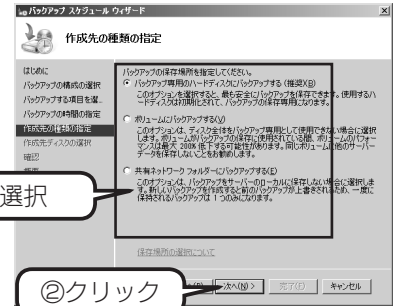 バックアップ スケジュール ウィザード
作成先の種類の指定
はじめに
バックアップの構成の選択
バックアップする項目を選...
バックアップの時間の指定
作成先の種類の指定
作成先ディスクの選択
確認
バックアップの保存場所を指定してください。
バックアップ専用のハードディスクにバックアップする (推奨)(B)
このオプションを選択すると、最も安全にバックアップを保存できます。使用するハードディスクは初期化されて、バックアップの保存専用になります。
ボリュームにバックアップする(V)
このオプションは、ディスク全体をバックアップ専用として使用できない場合に選択します。ボリュームがバックアップの保存に使用されている間、ボリュームのパフォーマンスは最大 200% 低下する可能性があります。同じボリュームに他のサーバー データを保存しないことをお勧めします。
共有ネットワーク フォルダーにバックアップする(E)
このオプションは、バックアップをサーバーのローカルに保存しない場合に選択します。新しいバックアップを作成すると前のバックアップが上書きされるため、一度に保持されるバックアップは 1 つのみになります。
選択
保存場所の選択について
②クリック
次へ(N) >
完了(F)
キャンセル